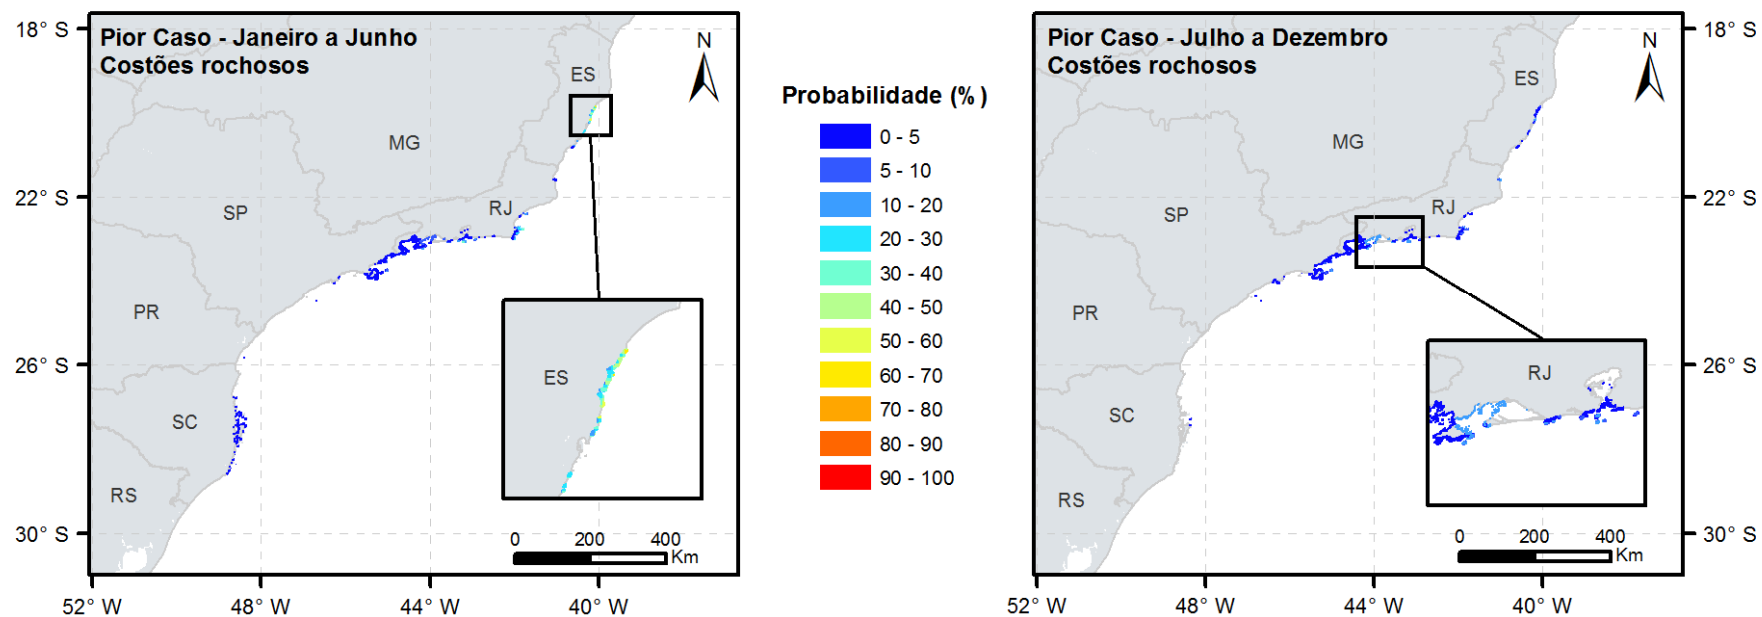 Pior Caso - Janeiro a Junho
Costões rochosos
N
ES
MG
SP
RJ
PR
SC
RS
ES
0 200 400
Km
18° S
22° S
26° S
30° S
52° W 48° W 44° W 40° W
Probabilidade (%)
0 - 5
5 - 10
10 - 20
20 - 30
30 - 40
40 - 50
50 - 60
60 - 70
70 - 80
80 - 90
90 - 100
Pior Caso - Julho a Dezembro
Costões rochosos
N
ES
MG
RJ
SP
PR
RJ
SC
RS
0 200 400
Km
18° S
22° S
26° S
30° S
52° W 48° W 44° W 40° W